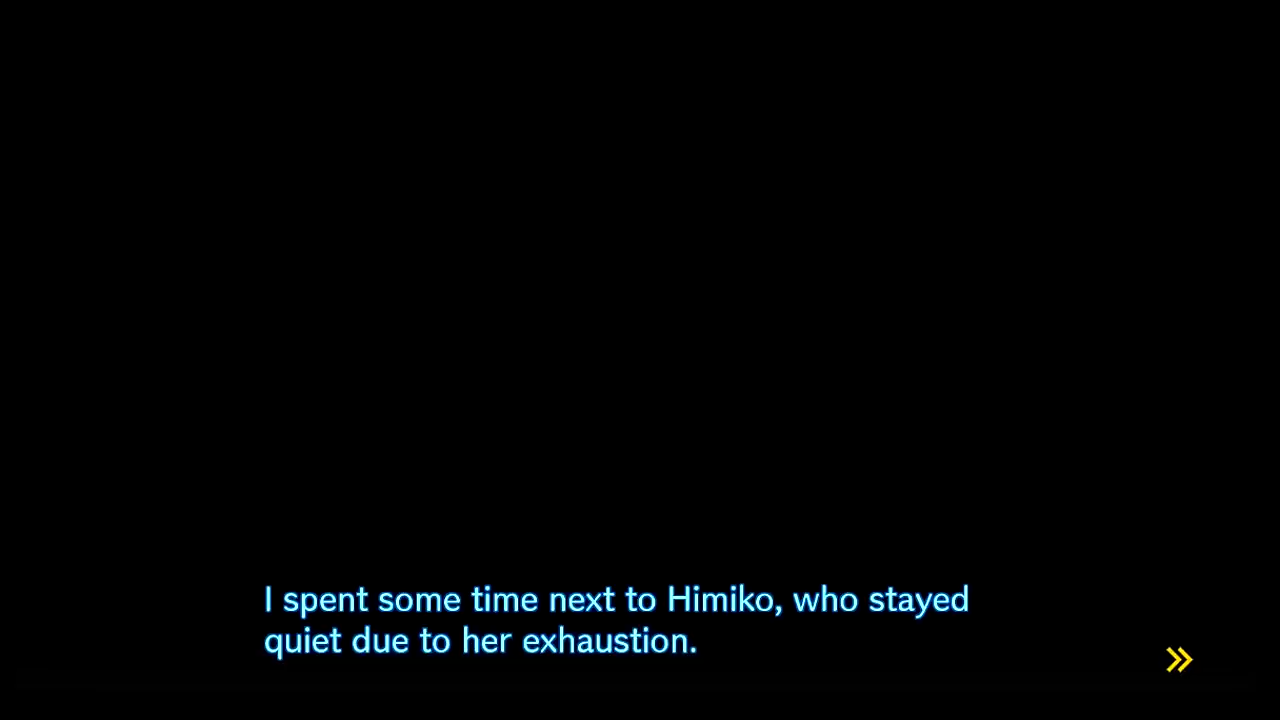 I spent some time next to Himiko, who stayed
quiet due to her exhaustion.